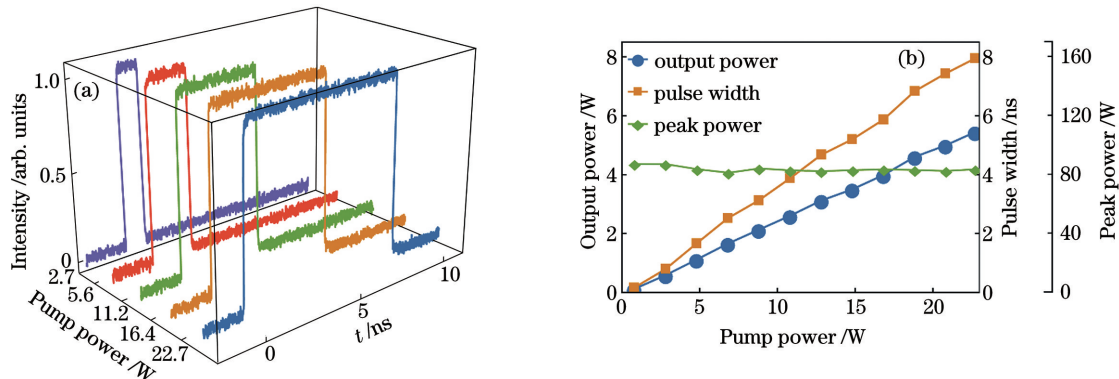 (a)
Intensity /arb. units
1.0
0.5
0
2.7
5.6
11.2
16.4
22.7
Pump power /W
0
5
10
t /ns
(b)
output power
pulse width
peak power
Output power /W
8
6
4
2
0
0
5
10
15
20
Pump power /W
Pulse width /ns
8
6
4
2
0
Peak power /W
160
120
80
40
0